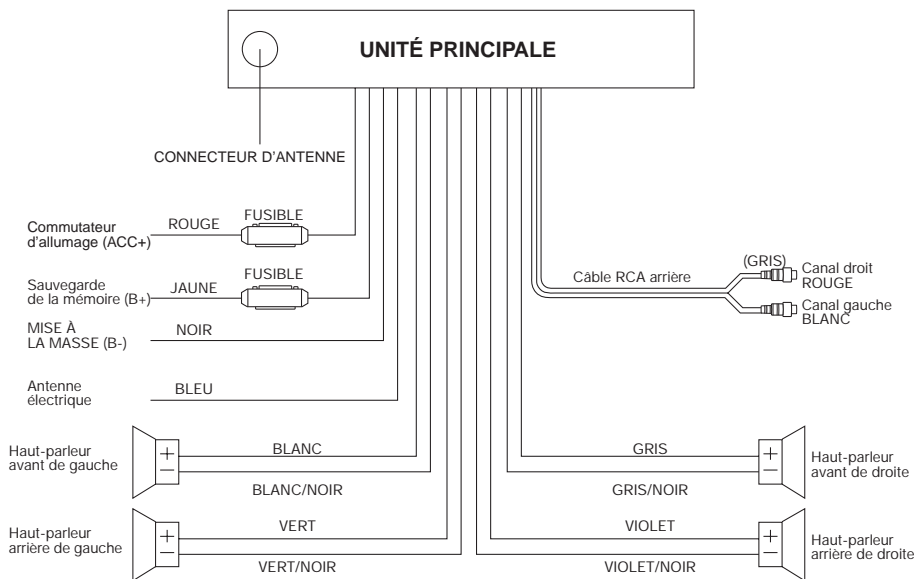 UNITÉ PRINCIPALE
CONNECTEUR D'ANTENNE
Commutateur
d'allumage (ACC+)
ROUGE
FUSIBLE
Sauvegarde
de la mémoire (B+)
JAUNE
FUSIBLE
MISE À
LA MASSE (B-)
NOIR
Antenne
électrique
BLEU
Câble RCA arrière
(GRIS)
Canal droit
ROUGE
Canal gauche
BLANC
Haut-parleur
avant de gauche
+
−
BLANC
BLANC/NOIR
GRIS
GRIS/NOIR
+
−
Haut-parleur
avant de droite
Haut-parleur
arrière de gauche
+
−
VERT
VERT/NOIR
VIOLET
VIOLET/NOIR
+
−
Haut-parleur
arrière de droite